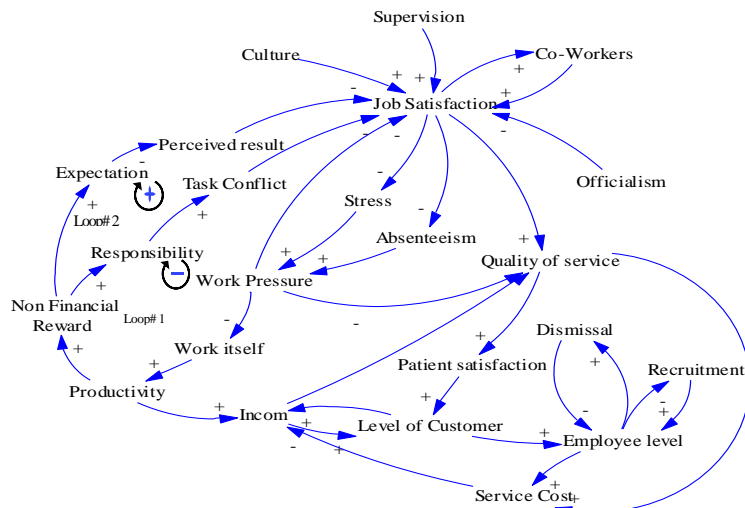 Supervision
Culture
Co-Workers
+
+
+
-
+
Job Satisfaction
-
-
-
Perceived result
-
Expectation
Task Conflict
Officialism
-
Stress
+
Loop# 2
+
-
Absenteeism
Responsibility
+
+
+
+
Work Pressure
Quality of service
Non Financial
Reward
Loop# 1
-
-
Dismissal
+
Work itself
+
+
Patient satisfaction
+
Recruitment
Productivity
+
+
-
-
+
+
Incom
+
Level of Customer
+
Employee level
-
+
+
Service Cost
+